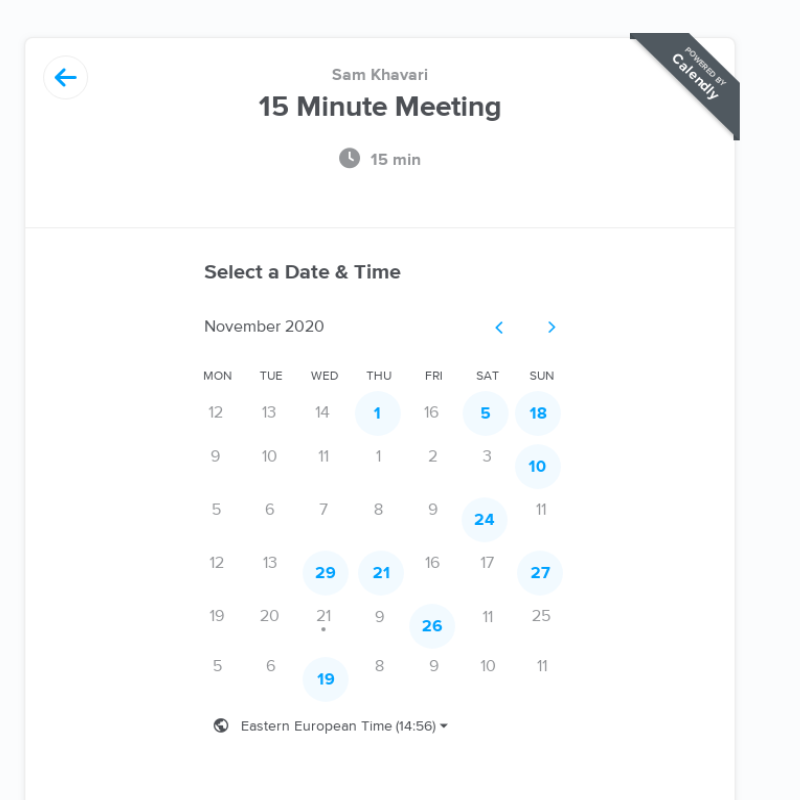 Sam Khavari
POWERED BY
Calendly
15 Minute Meeting
15 min
Select a Date & Time
November 2020
MON TUE WED THU FRI SAT SUN
12 13 14 1 16 5 18
9 10 11 1 2 3 10
5 6 7 8 9 24 11
12 13 29 21 16 17 27
19 20 21 9 26 11 25
5 6 19 8 9 10 11
Eastern European Time (14:56)